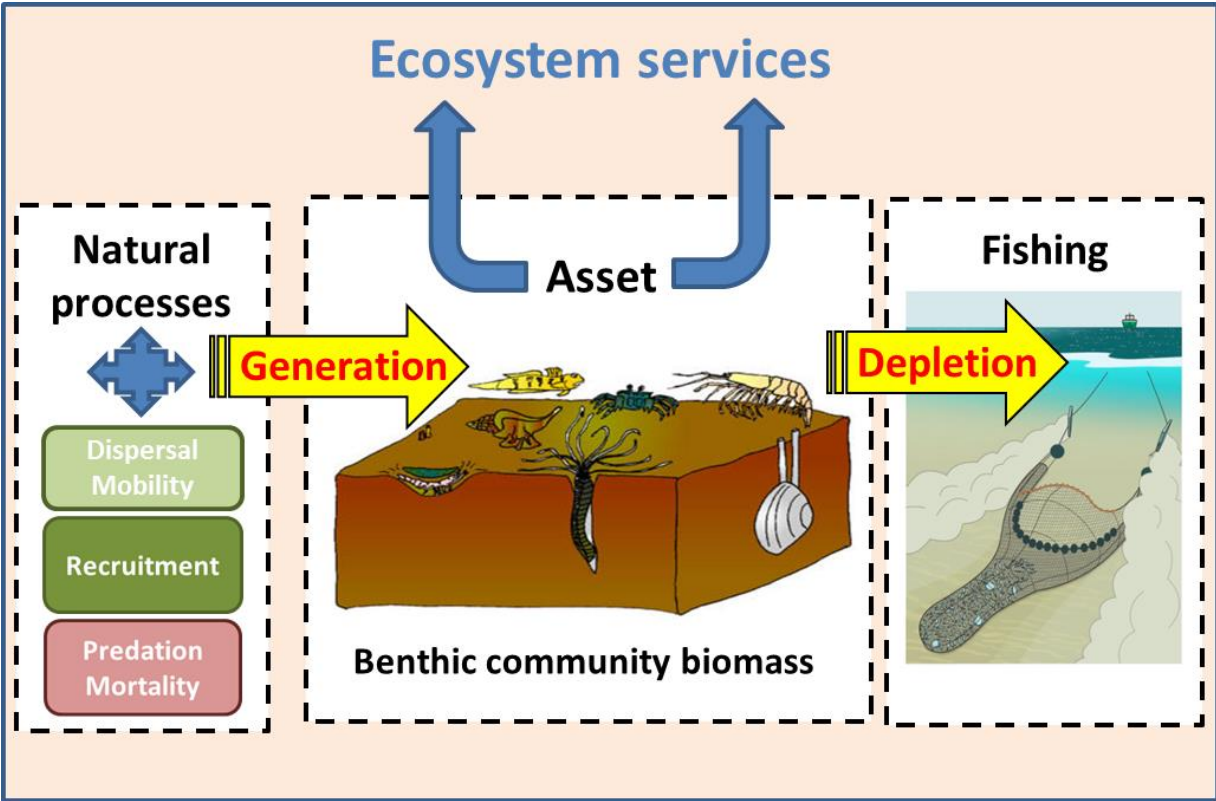 Ecosystem services
Natural
processes
Generation
Dispersal
Mobility
Recruitment
Predation
Mortality
Asset
Benthic community biomass
Fishing
Depletion